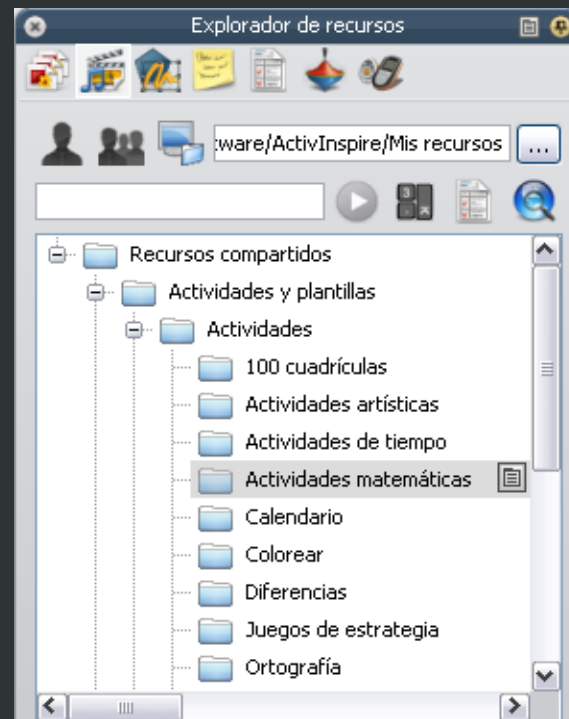 Explorador de recursos
:ware/ActivInspire/Mis recursos ...
Recursos compartidos
Actividades y plantillas
Actividades
100 cuadrículas
Actividades artísticas
Actividades de tiempo
Actividades matemáticas
Calendario
Colorear
Diferencias
Juegos de estrategia
Ortografía